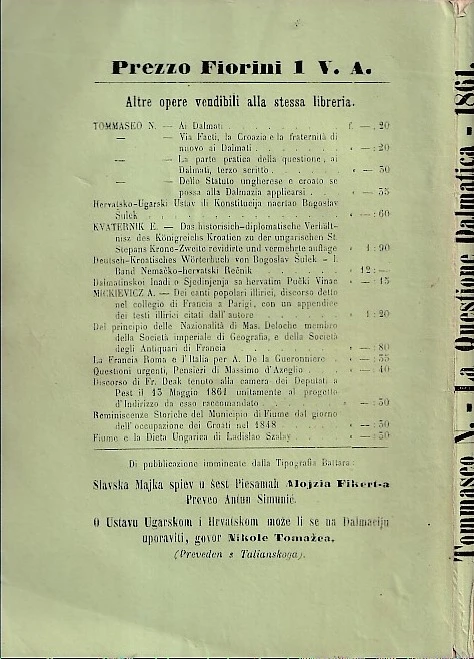 Prezzo Fiorini 1 V. A.
Altre opere vendibili alla stessa libreria.
TOMMASEO N. — Ai Dalmati . . . . . . . f. — : 20
— Via Facti, la Croazia e la fraternità di
nuovo ai Dalmati . . . . . . . « — : 20
— La parte pratica della questione, ai
Dalmati, terzo scritto . . . . . « — 50
— Dello Statuto ungherese e croato se
possa alla Dalmazia applicarsi . . . « — 35
Hervatsko-Ugarski Ustav ili Konstitucija nacrtao Bogoslav
Šulek . . . . . . . . . . . « — : 60
KVATERNIK E. — Das historisch-diplomatische Verhält-
nisz des Königreichs Kroatien zu der ungarischen St.
Stepans Krone-Zweite revidirte und vermehrte auflage « 1 : 90
Deutsch-Kroatisches Wörterbuch von Bogoslav Šulek - I.
Band Nemačko-hervatski Rečnik . . . . . « 12 : —
Dalmatinskoi Inadi o Sjedinjenju sa hervatim Pučki Vinac « — 15
MICKIEVICZ A. — Dei canti popolari illirici, discorso detto
nel collegio di Francia a Parigi, con un appendice
dei testi illirici citati dall'autore . . . . . « 1 : 20
Del principio delle Nazionalità di Mas. Deloche membro
della Società imperiale di Geografia, e della Società
degli Antiquari di Francia . . . . . . « — : 80
La Francia Roma e l'Italia per A. De la Gueronniere . « — : 35
Questioni urgenti, Pensieri di Massimo d'Azeglio . . « — : 40
Discorso di Fr. Deak tenuto alla camera dei Deputati a
Pest il 13 Maggio 1861 unitamente al progetto
d'Indirizzo da esso raccomandato . . . . . « — : 50
Reminiscenze Storiche del Municipio di Fiume dal giorno
dell'occupazione dei Croati nel 1848 . . . . « — : 50
Fiume e la Dieta Ungarica di Ladislao Szalay . . . « — : 50
Di pubblicazione imminente dalla Tipografia Battara:
Slavska Majka spiev u šest Piesamah Alojzia Fikert-a
Preveo Antun Simunić.
O Ustavu Ugarskom i Hrvatskom može li se na Dalmaciju
uporaviti, govor Nikole Tomažea.
(Preveden s Talianskoga).
Tommaseo N. - La Questione Dalmatica - 1861.